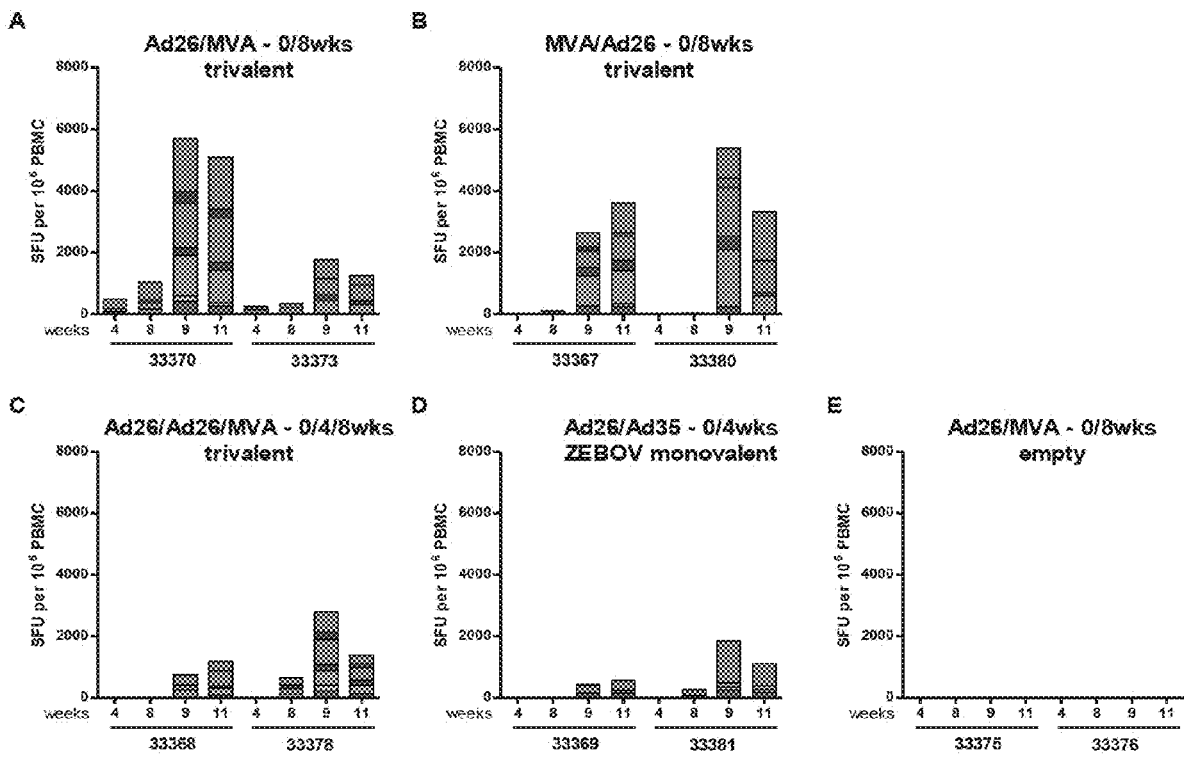 A
Ad26/MVA - 0/8wks
trivalent
SFU per 10⁶ PBMC
8000
6000
4000
2000
0
weeks 4 8 9 11 4 8 9 11
33370 33373
B
MVA/Ad26 - 0/8wks
trivalent
SFU per 10⁶ PBMC
8000
6000
4000
2000
0
weeks 4 8 9 11 4 8 9 11
33367 33380
C
Ad26/Ad26/MVA - 0/4/8wks
trivalent
SFU per 10⁶ PBMC
8000
6000
4000
2000
0
weeks 4 8 9 11 4 8 9 11
33368 33378
D
Ad26/Ad35 - 0/4wks
ZEBOV monovalent
SFU per 10⁶ PBMC
8000
6000
4000
2000
0
weeks 4 8 9 11 4 8 9 11
33369 33381
E
Ad26/MVA - 0/8wks
empty
SFU per 10⁶ PBMC
8000
6000
4000
2000
0
weeks 4 8 9 11 4 8 9 11
33375 33376